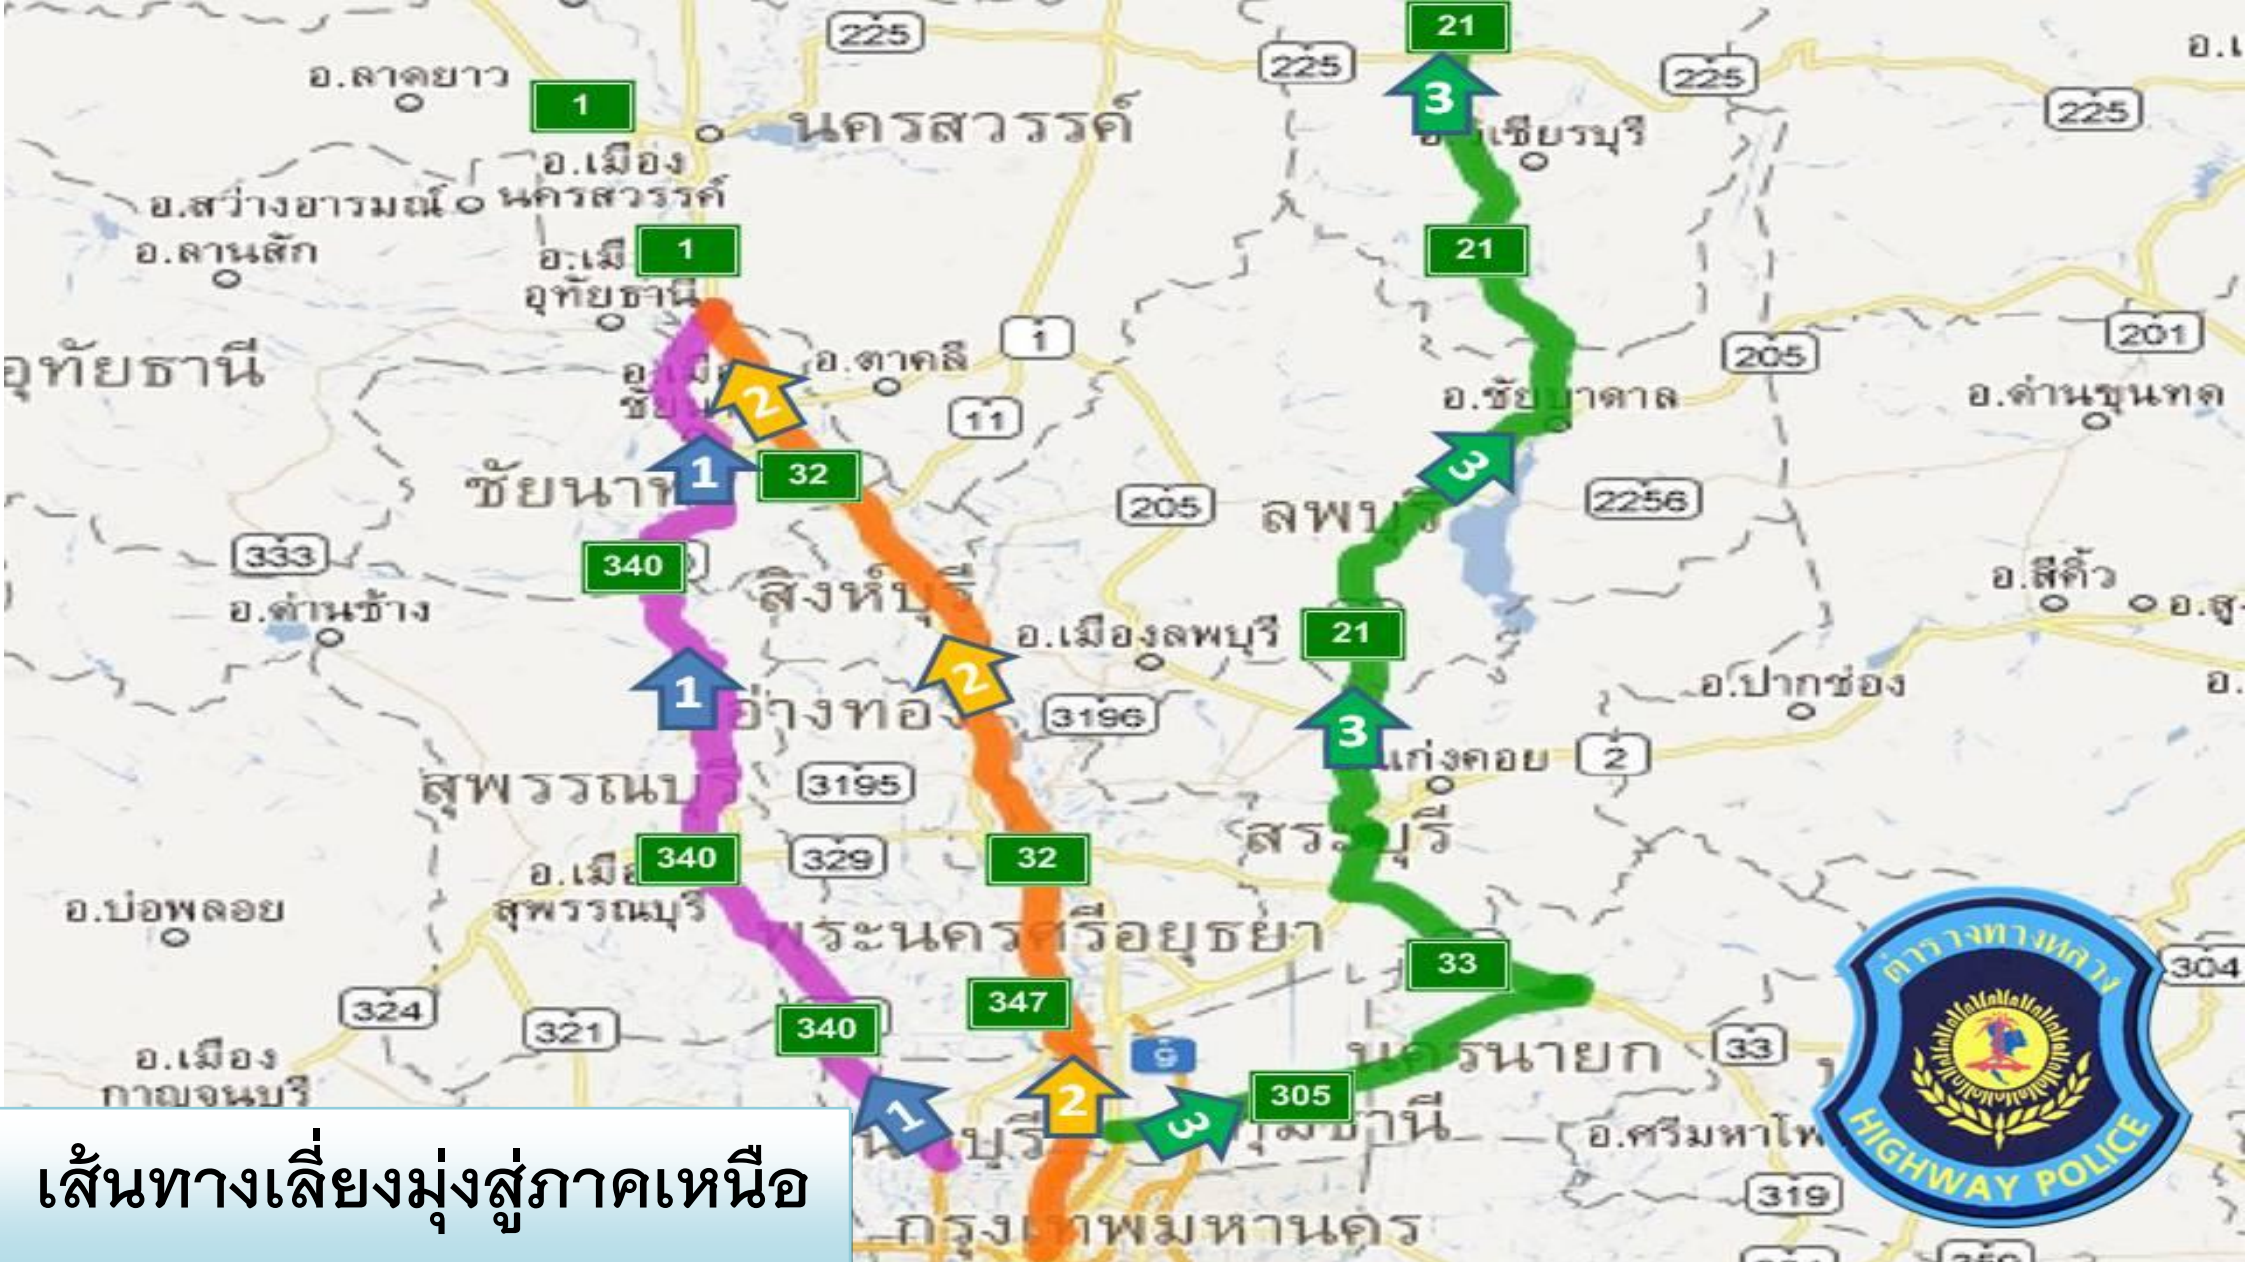 21
225
225
อ.ลาดยาว
225
1
3
225
นครสวรรค์
อ.วิเชียรบุรี
อ.เมือง
นครสวรรค์
อ.สว่างอารมณ์
อ.ลานสัก
1
21
อุทัยธานี
1
201
205
อุทัยธานี
อ.ตาคลี
2
11
อ.ชัยบาดาล
อ.ด่านขุนทด
1
32
3
ชัยนาท
205
ลพบุรี
2256
333
340
สิงห์บุรี
อ.สีคิ้ว
อ.ด่านช้าง
อ.เมืองลพบุรี
21
2
1
อ่างทอง
3196
อ.ปากช่อง
3
แก่งคอย
2
สุพรรณบุรี
3195
สระบุรี
340
329
32
อ.เมือง
สุพรรณบุรี
อ.บ่อพลอย
พระนครศรีอยุธยา
33
ตำรวจทางหลวง
304
324
321
347
340
9
นครนายก
33
อ.เมือง
กาญจนบุรี
1
2
3
305
HIGHWAY POLICE
319
เส้นทางเลี่ยงมุ่งสู่ภาคเหนือ
กรุงเทพมหานคร